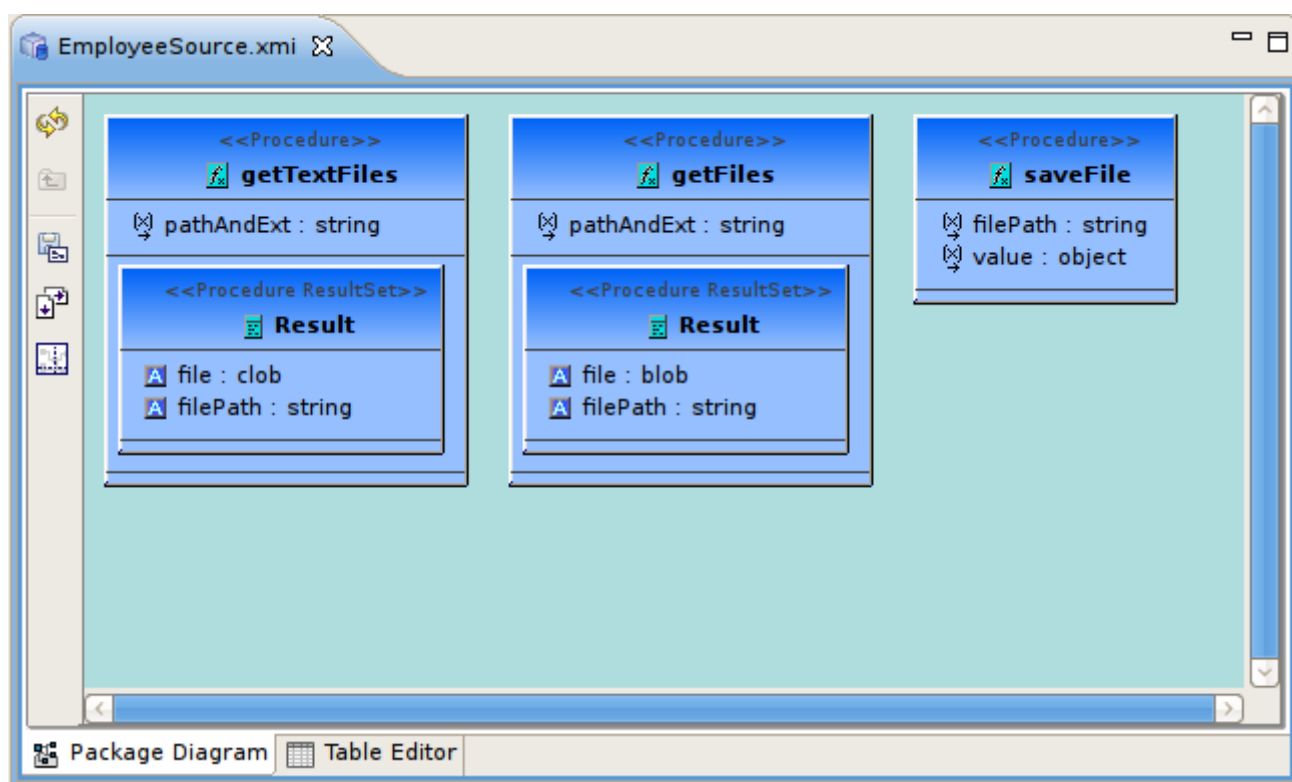 EmployeeSource.xmi
<<Procedure>>
getTextFiles
pathAndExt : string
<<Procedure ResultSet>>
Result
file : clob
filePath : string
<<Procedure>>
getFiles
pathAndExt : string
<<Procedure ResultSet>>
Result
file : blob
filePath : string
<<Procedure>>
saveFile
filePath : string
value : object
Package Diagram
Table Editor